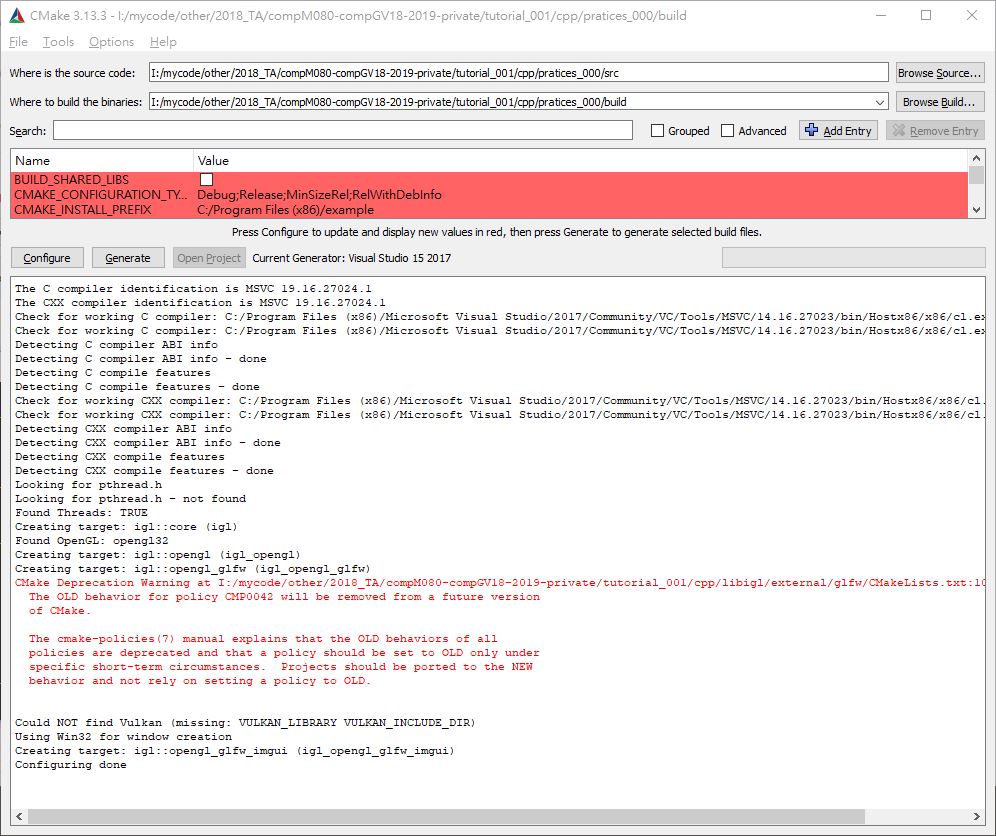 CMake 3.13.3 - I:/mycode/other/2018_TA/compM080-compGV18-2019-private/tutorial_001/cpp/pratices_000/build
File Tools Options Help
Where is the source code: I:/mycode/other/2018_TA/compM080-compGV18-2019-private/tutorial_001/cpp/pratices_000/src Browse Source...
Where to build the binaries: I:/mycode/other/2018_TA/compM080-compGV18-2019-private/tutorial_001/cpp/pratices_000/build Browse Build...
Search: Grouped Advanced Add Entry Remove Entry
Name Value
BUILD_SHARED_LIBS
CMAKE_CONFIGURATION_TY... Debug;Release;MinSizeRel;RelWithDebInfo
CMAKE_INSTALL_PREFIX C:/Program Files (x86)/example
Press Configure to update and display new values in red, then press Generate to generate selected build files.
Configure Generate Open Project Current Generator: Visual Studio 15 2017
The C compiler identification is MSVC 19.16.27024.1
The CXX compiler identification is MSVC 19.16.27024.1
Check for working C compiler: C:/Program Files (x86)/Microsoft Visual Studio/2017/Community/VC/Tools/MSVC/14.16.27023/bin/Hostx86/x86/cl.ex
Check for working C compiler: C:/Program Files (x86)/Microsoft Visual Studio/2017/Community/VC/Tools/MSVC/14.16.27023/bin/Hostx86/x86/cl.ex
Detecting C compiler ABI info
Detecting C compiler ABI info - done
Detecting C compile features
Detecting C compile features - done
Check for working CXX compiler: C:/Program Files (x86)/Microsoft Visual Studio/2017/Community/VC/Tools/MSVC/14.16.27023/bin/Hostx86/x86/cl.
Check for working CXX compiler: C:/Program Files (x86)/Microsoft Visual Studio/2017/Community/VC/Tools/MSVC/14.16.27023/bin/Hostx86/x86/cl.
Detecting CXX compiler ABI info
Detecting CXX compiler ABI info - done
Detecting CXX compile features
Detecting CXX compile features - done
Looking for pthread.h
Looking for pthread.h - not found
Found Threads: TRUE
Creating target: igl::core (igl)
Found OpenGL: opengl32
Creating target: igl::opengl (igl_opengl)
Creating target: igl::opengl_glfw (igl_opengl_glfw)
CMake Deprecation Warning at I:/mycode/other/2018_TA/compM080-compGV18-2019-private/tutorial_001/cpp/libigl/external/glfw/CMakeLists.txt:10
The OLD behavior for policy CMP0042 will be removed from a future version
of CMake.
The cmake-policies(7) manual explains that the OLD behaviors of all
policies are deprecated and that a policy should be set to OLD only under
specific short-term circumstances.  Projects should be ported to the NEW
behavior and not rely on setting a policy to OLD.
Could NOT find Vulkan (missing: VULKAN_LIBRARY VULKAN_INCLUDE_DIR)
Using Win32 for window creation
Creating target: igl::opengl_glfw_imgui (igl_opengl_glfw_imgui)
Configuring done